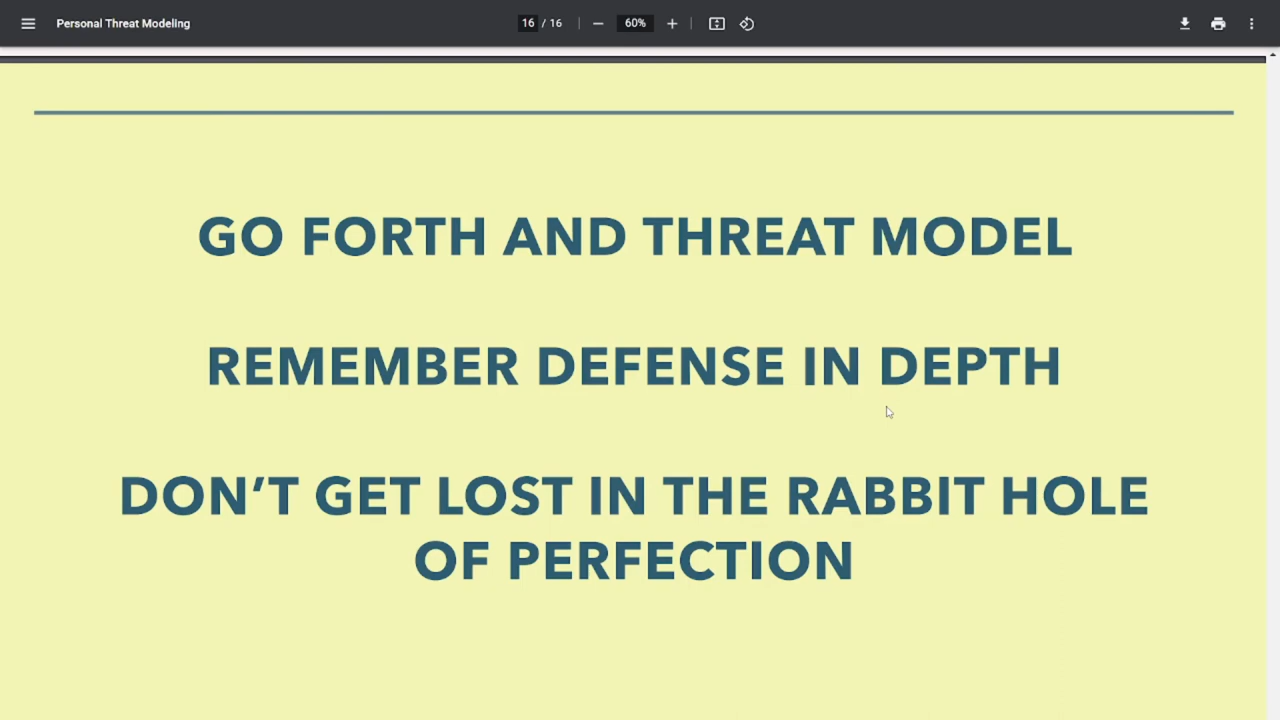 Personal Threat Modeling
16 / 16
60%
GO FORTH AND THREAT MODEL
REMEMBER DEFENSE IN DEPTH
DON’T GET LOST IN THE RABBIT HOLE
OF PERFECTION